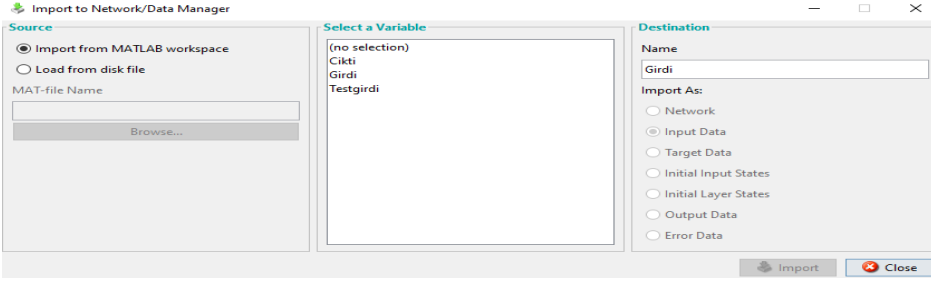 Import to Network/Data Manager
Source
Import from MATLAB workspace
Load from disk file
MAT-file Name
Browse...
Select a Variable
(no selection)
Cikti
Girdi
Testgirdi
Destination
Name
Girdi
Import As:
Network
Input Data
Target Data
Initial Input States
Initial Layer States
Output Data
Error Data
Import
Close